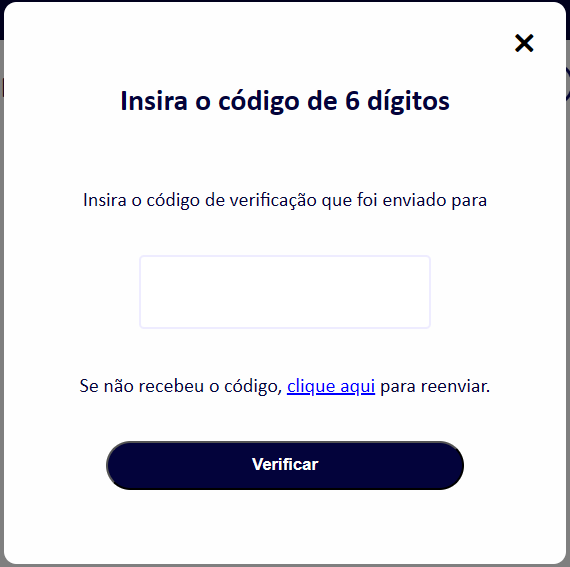 Insira o código de 6 dígitos
Insira o código de verificação que foi enviado para
Se não recebeu o código, clique aqui para reenviar.
Verificar